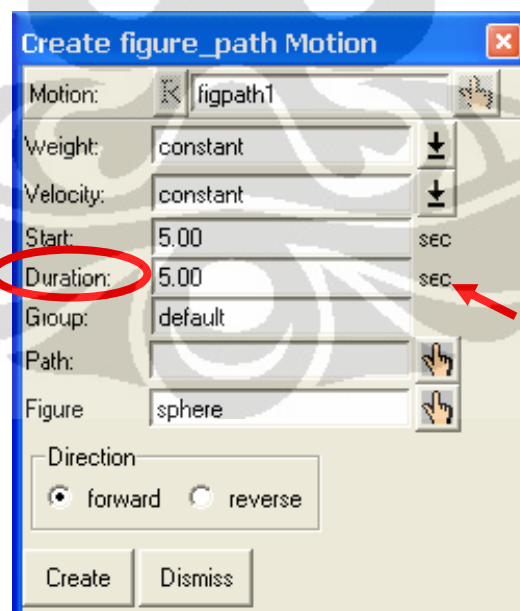 Create figure_path Motion
Motion: figpath1
Weight: constant
Velocity: constant
Start: 5.00 sec
Duration: 5.00 sec
Group: default
Path:
Figure sphere
Direction
forward reverse
Create Dismiss